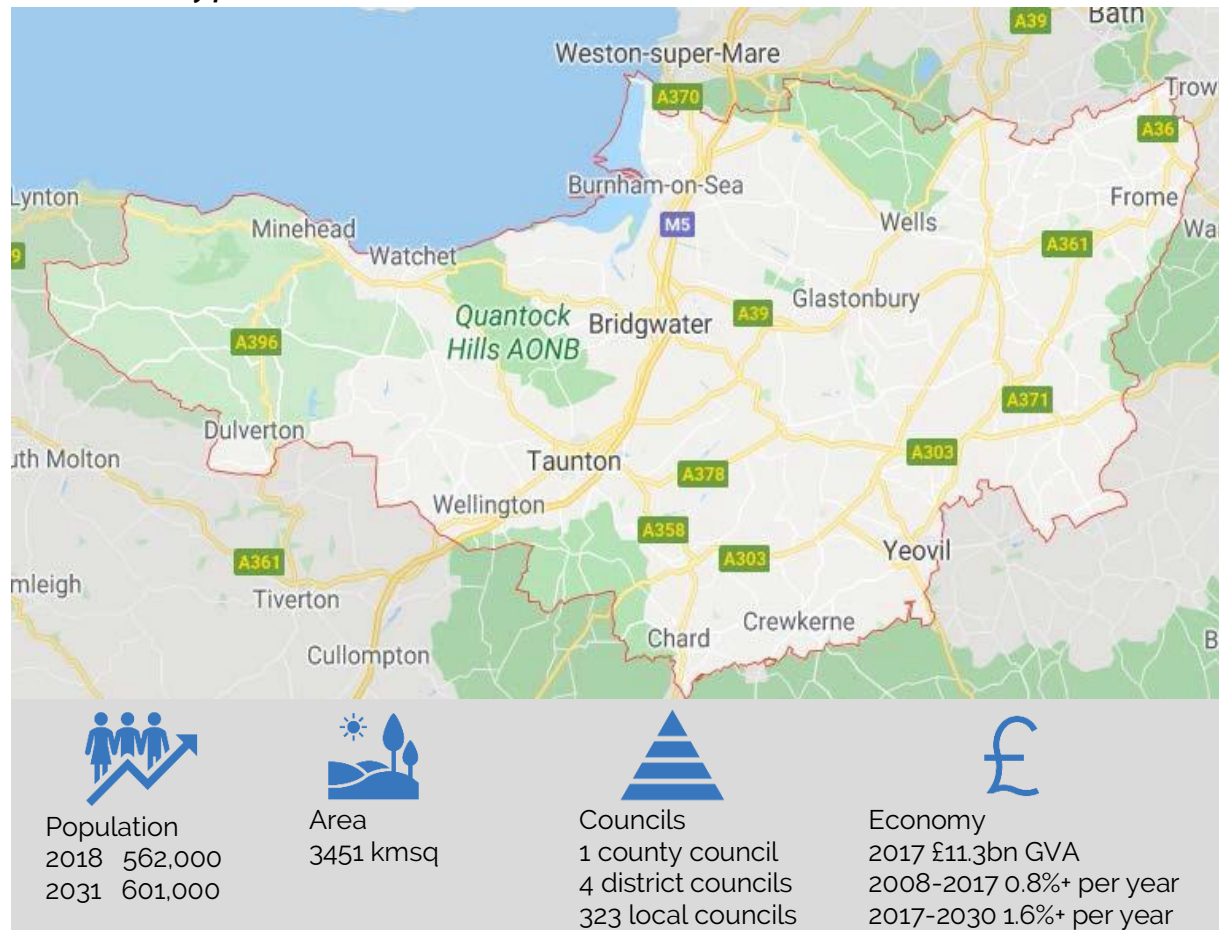 Bath
A39
Weston-super-Mare
A370
Trow
A36
Lynton
Burnham-on-Sea
Frome
Minehead
M5
Wells
Wa
9
Watchet
A361
Quantock
Hills AONB
Bridgwater
A39
Glastonbury
A396
A371
Dulverton
A303
uth Molton
Taunton
A378
Wellington
A358
A303
Yeovil
A361
mleigh
Tiverton
Crewkerne
Chard
B
Cullompton
Population
2018 562,000
2031 601,000
Area
3451 kmsq
Councils
1 county council
4 district councils
323 local councils
£
Economy
2017 £11.3bn GVA
2008-2017 0.8%+ per year
2017-2030 1.6%+ per year